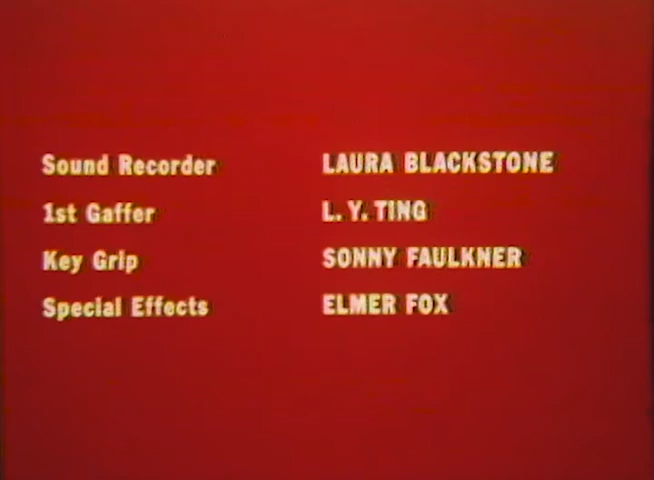 Sound Recorder LAURA BLACKSTONE
1st Gaffer L. Y. TING
Key Grip SONNY FAULKNER
Special Effects ELMER FOX